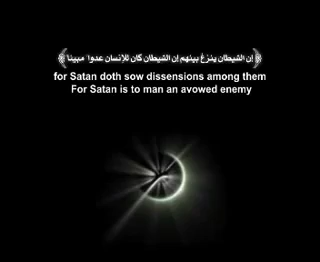 ﴿ إن الشيطان ينزغ بينهم إن الشيطان كان للإنسان عدوا مبينا ﴾
for Satan doth sow dissensions among them
For Satan is to man an avowed enemy